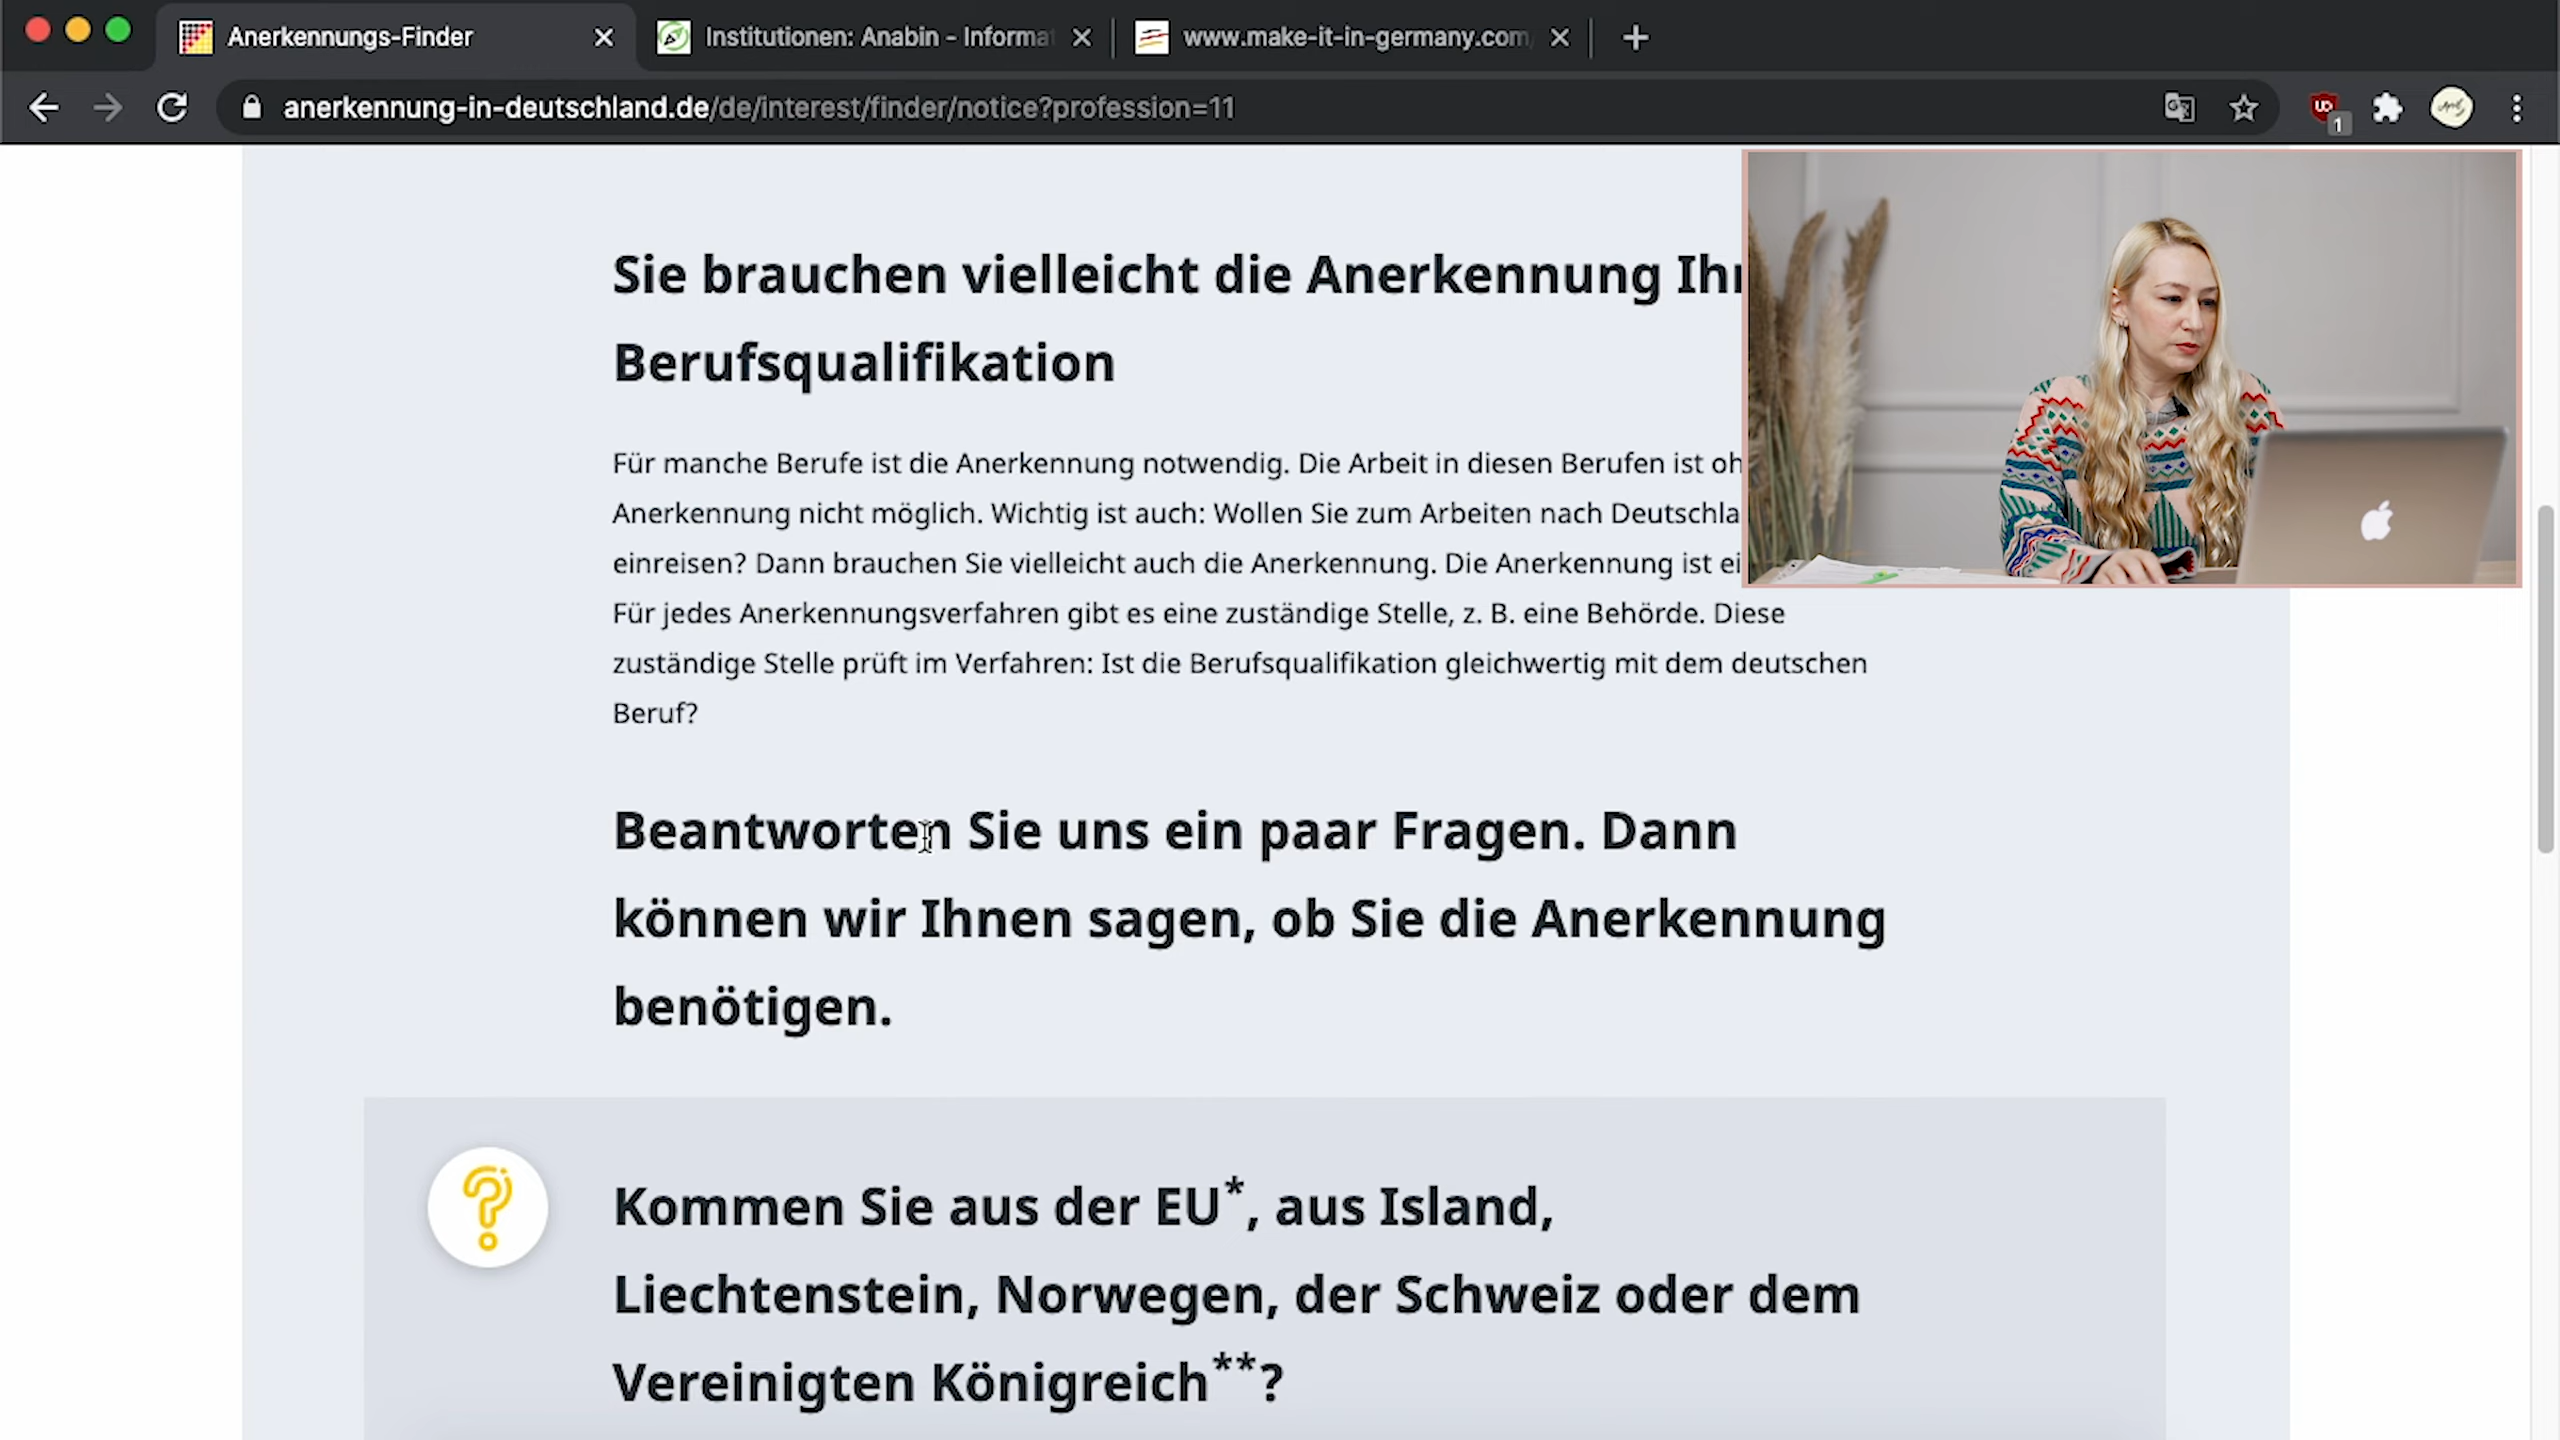 Anerkennungs-Finder
Institutionen: Anabin – Informa
www.make-it-in-germany.com
anerkennung-in-deutschland.de/de/interest/finder/notice?profession=11
1
Sie brauchen vielleicht die Anerkennung Ihr
Berufsqualifikation
Für manche Berufe ist die Anerkennung notwendig. Die Arbeit in diesen Berufen ist oh
Anerkennung nicht möglich. Wichtig ist auch: Wollen Sie zum Arbeiten nach Deutschla
einreisen? Dann brauchen Sie vielleicht auch die Anerkennung. Die Anerkennung ist ei
Für jedes Anerkennungsverfahren gibt es eine zuständige Stelle, z. B. eine Behörde. Diese
zuständige Stelle prüft im Verfahren: Ist die Berufsqualifikation gleichwertig mit dem deutschen
Beruf?
Beantworten Sie uns ein paar Fragen. Dann
können wir Ihnen sagen, ob Sie die Anerkennung
benötigen.
Kommen Sie aus der EU*, aus Island,
Liechtenstein, Norwegen, der Schweiz oder dem
Vereinigten Königreich**?